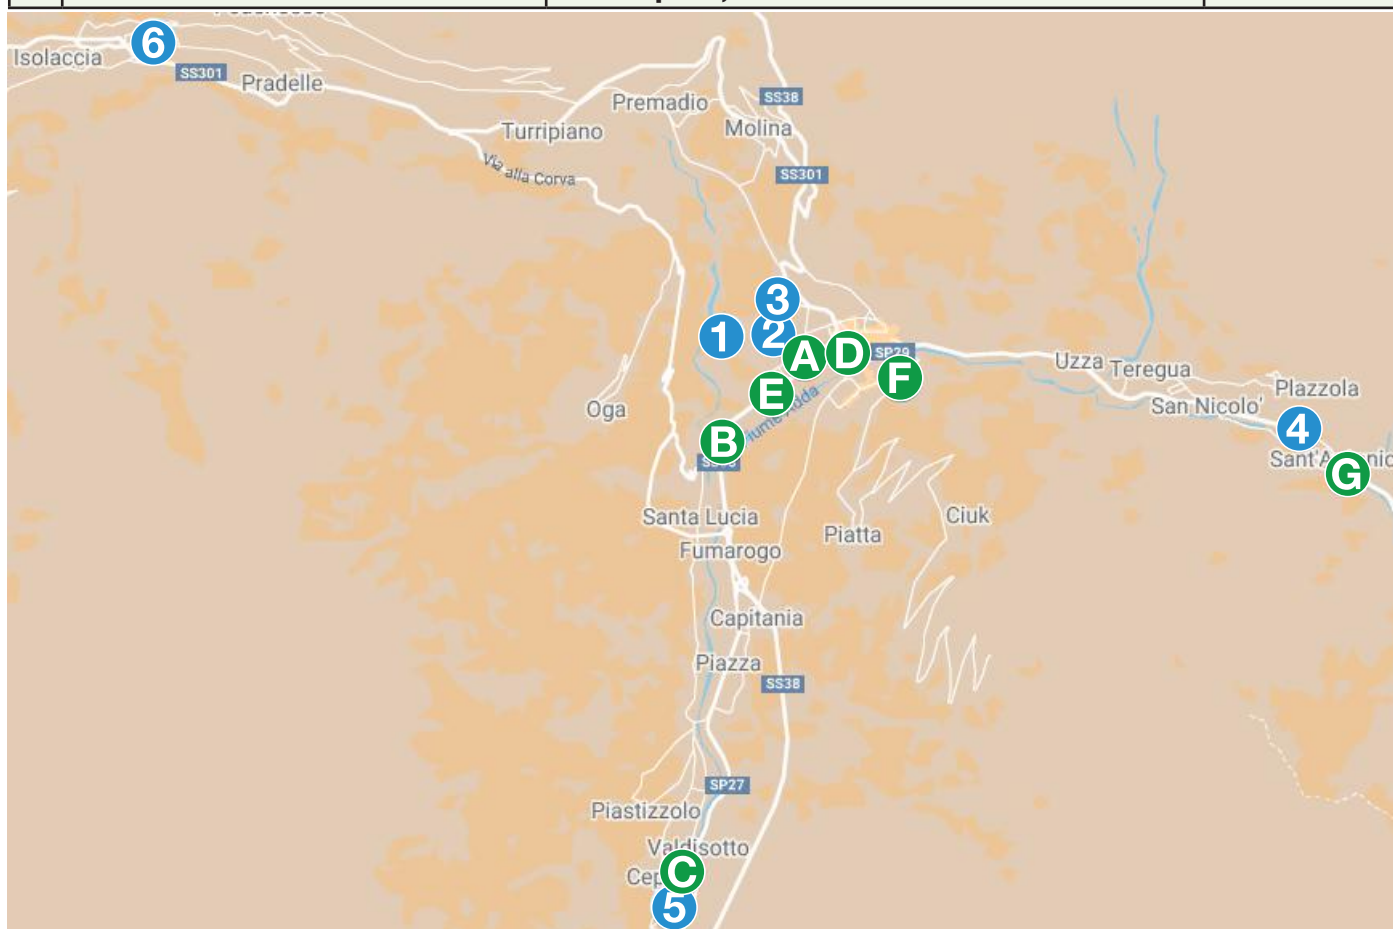 6
Isolaccia
SS301
Pradelle
Premadio
SS38
Turripiano
Molina
Via alla Corva
SS301
3
1
2
A
D
F
Uzza
Teregua
Plazzola
E
San Nicolo'
Oga
4
B
G
Santa Lucia
Ciuk
Piatta
Fumarogo
Capitania
Piazza
SS38
SP27
Piastizzolo
Valdisotto
C
5